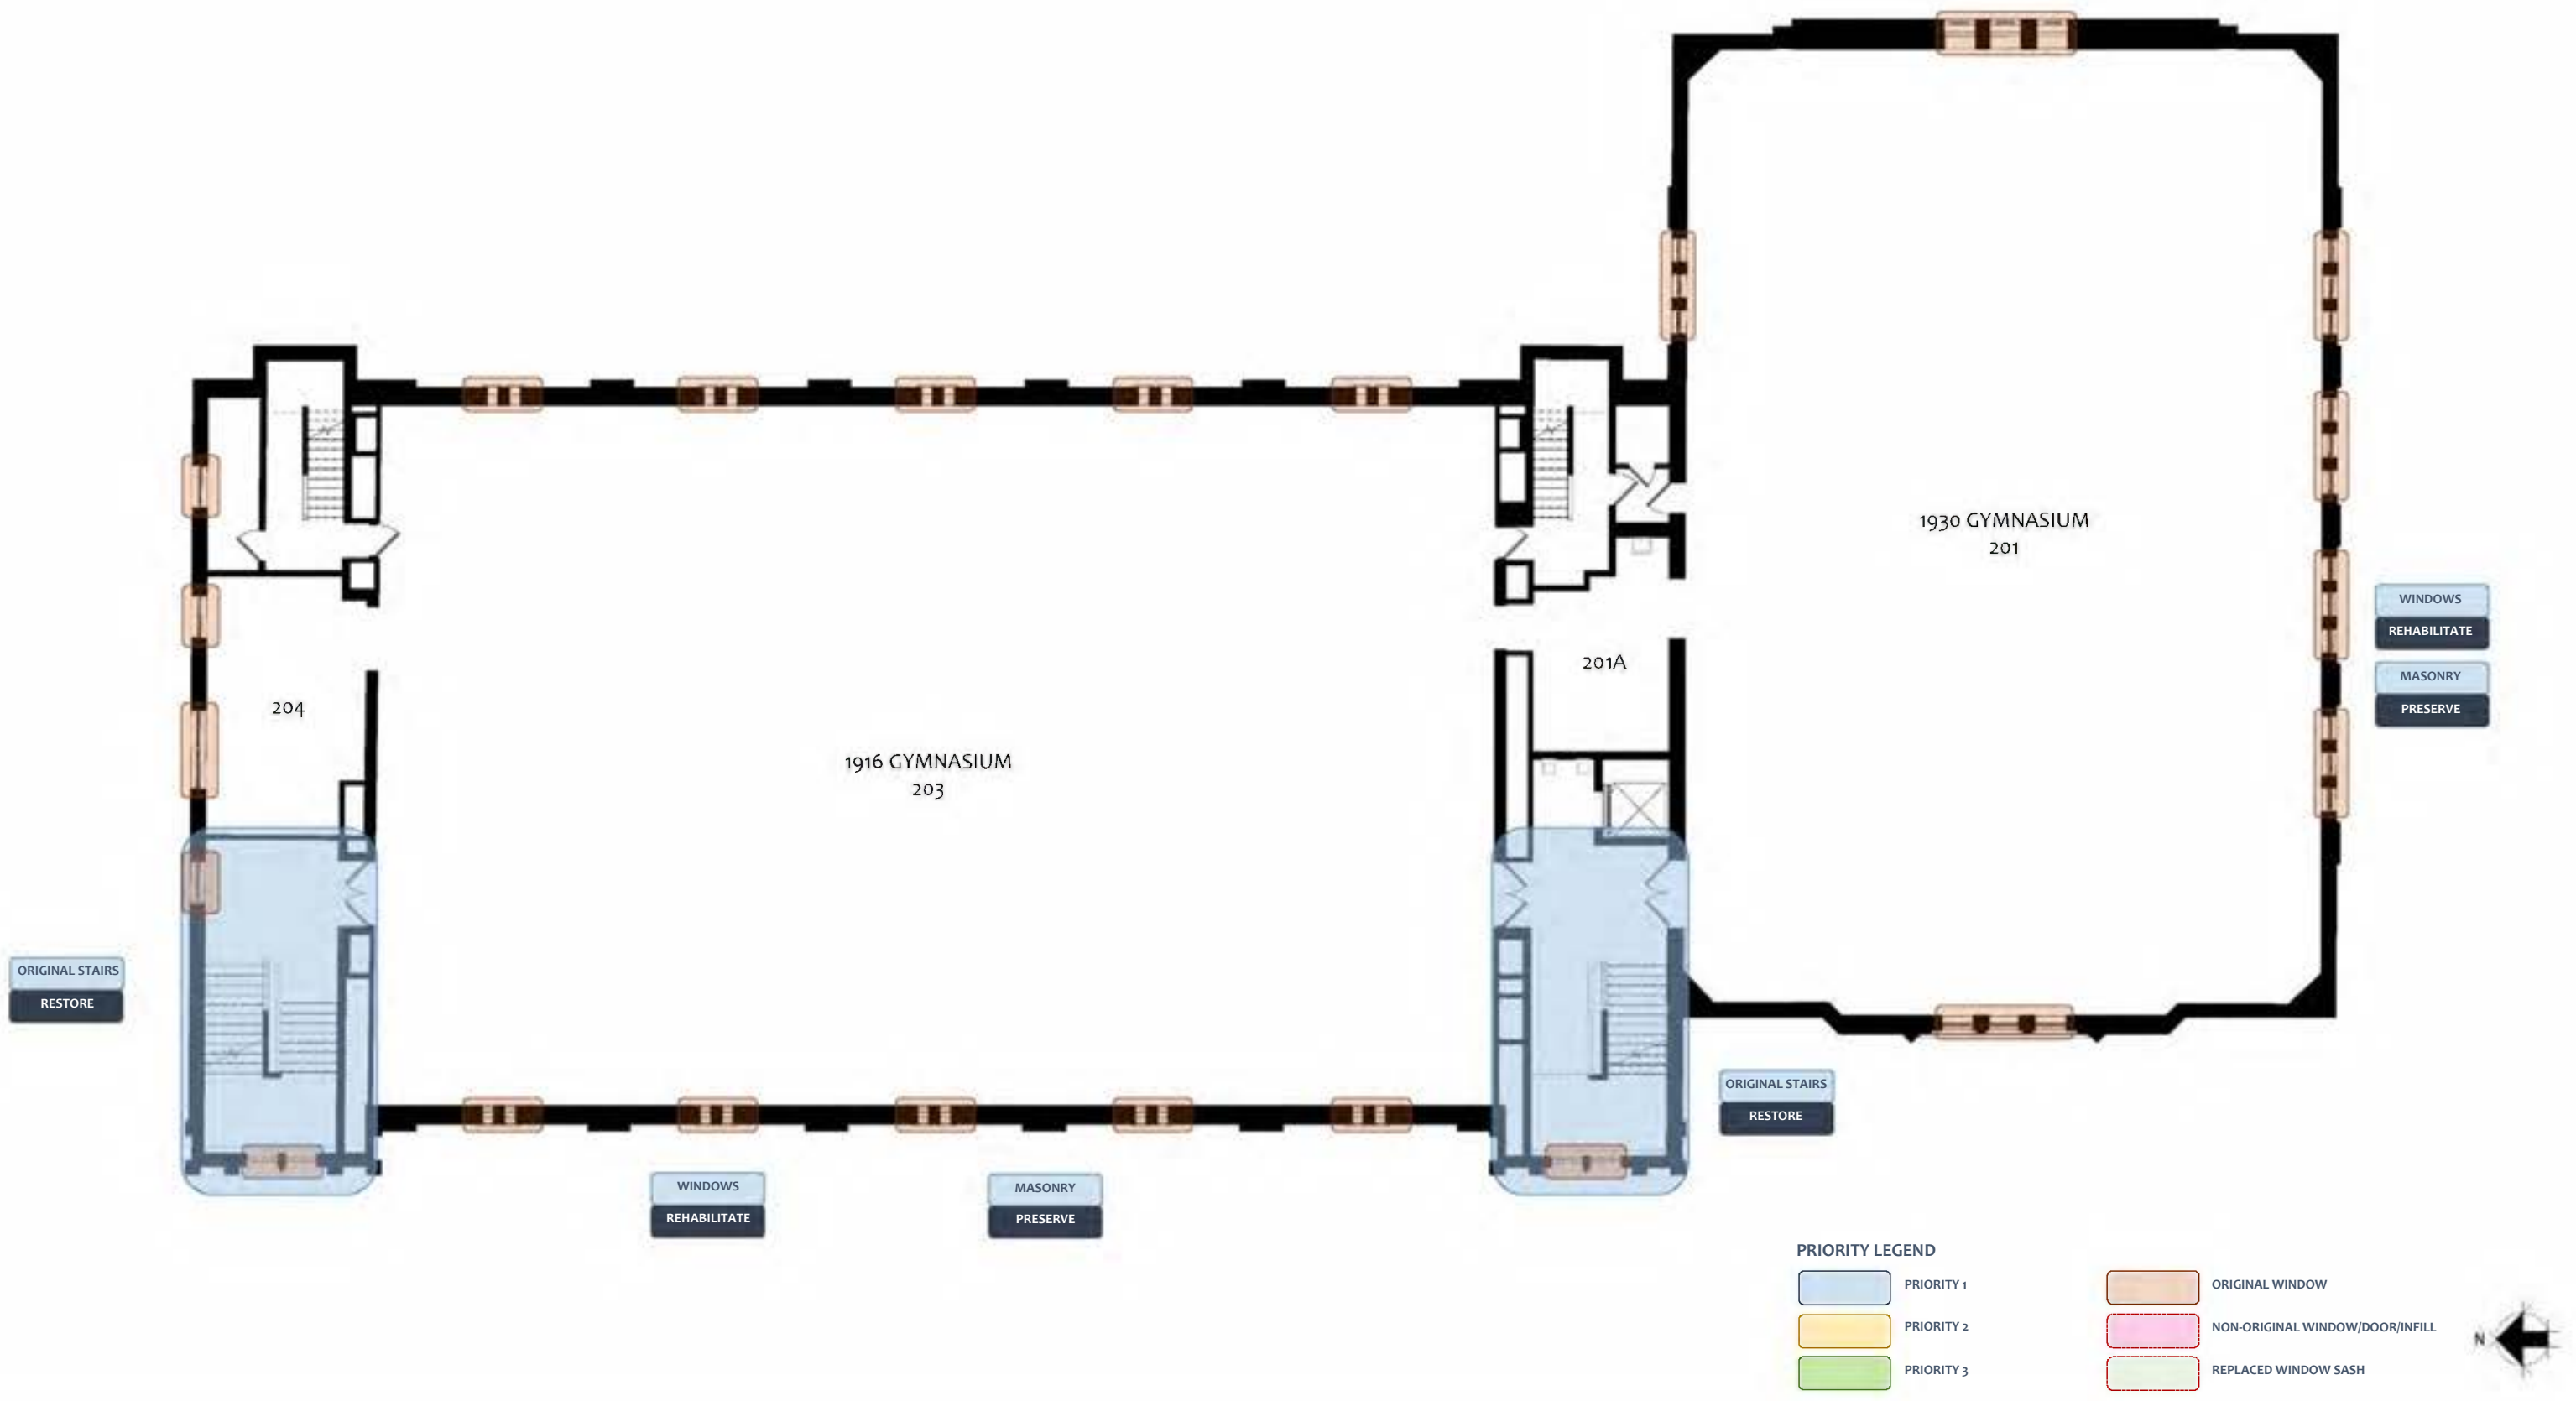 1930 GYMNASIUM
201
WINDOWS
REHABILITATE
MASONRY
PRESERVE
201A
204
1916 GYMNASIUM
203
ORIGINAL STAIRS
RESTORE
ORIGINAL STAIRS
RESTORE
WINDOWS
REHABILITATE
MASONRY
PRESERVE
PRIORITY LEGEND
PRIORITY 1
PRIORITY 2
PRIORITY 3
ORIGINAL WINDOW
NON-ORIGINAL WINDOW/DOOR/INFILL
REPLACED WINDOW SASH
N